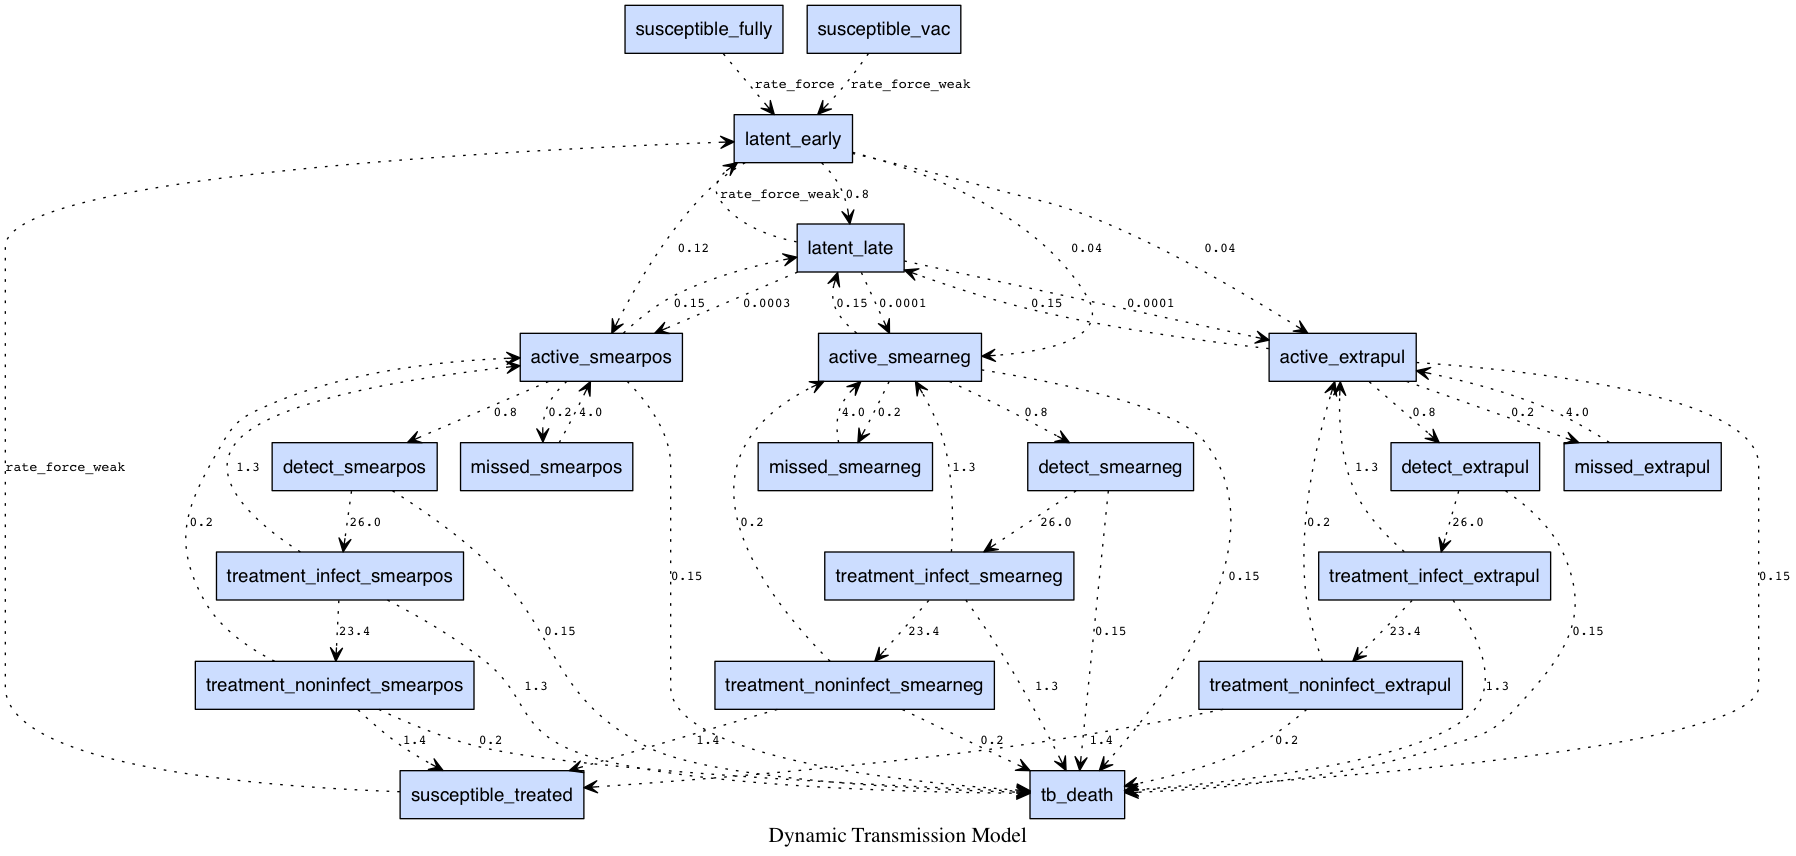 susceptible_fully
susceptible_vac
rate_force
rate_force_weak
latent_early
rate_force_weak
0.8
0.12
latent_late
0.04
0.04
0.15
0.0003
0.15
0.0001
0.15
0.0001
active_smearpos
active_smearneg
active_extrapul
0.8
0.2
4.0
4.0
0.2
0.8
0.8
0.2
4.0
rate_force_weak
1.3
detect_smearpos
missed_smearpos
missed_smearneg
1.3
detect_smearneg
1.3
detect_extrapul
missed_extrapul
0.2
26.0
0.2
26.0
0.2
26.0
treatment_infect_smearpos
0.15
treatment_infect_smearneg
0.15
treatment_infect_extrapul
0.15
23.4
0.15
23.4
0.15
23.4
0.15
treatment_noninfect_smearpos
1.3
treatment_noninfect_smearneg
1.3
treatment_noninfect_extrapul
1.3
1.4
0.2
1.4
0.2
1.4
0.2
susceptible_treated
tb_death
Dynamic Transmission Model